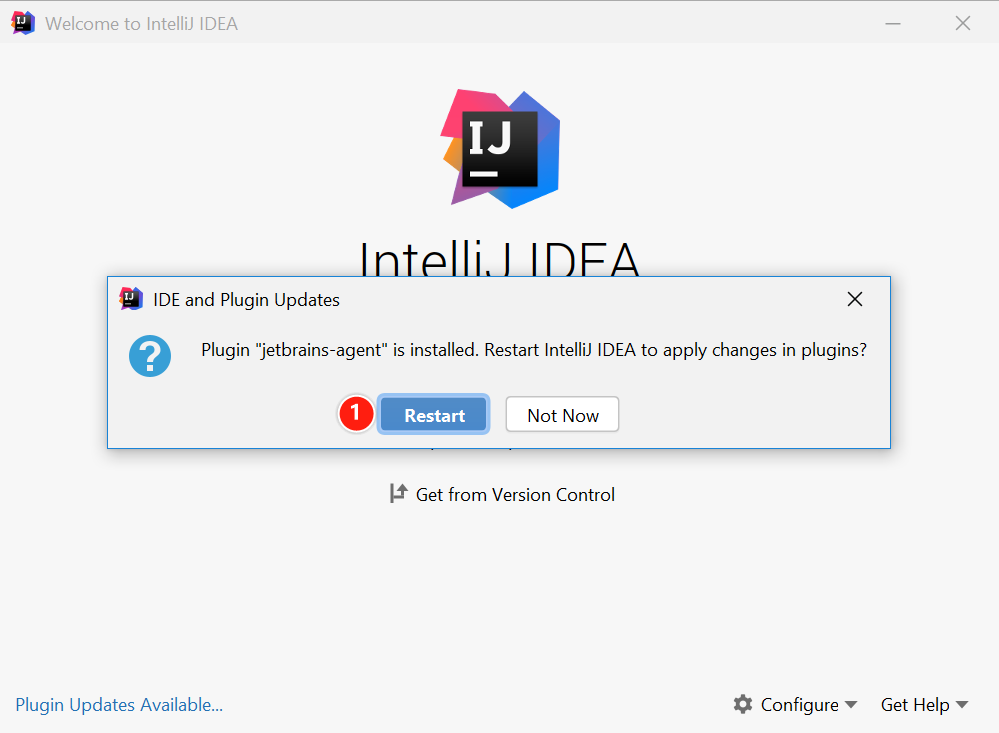 IJ
Welcome to IntelliJ IDEA
IJ
IntelliJ IDEA
IJ
IDE and Plugin Updates
?
Plugin "jetbrains-agent" is installed. Restart IntelliJ IDEA to apply changes in plugins?
1
Restart
Not Now
Get from Version Control
Plugin Updates Available...
Configure
Get Help